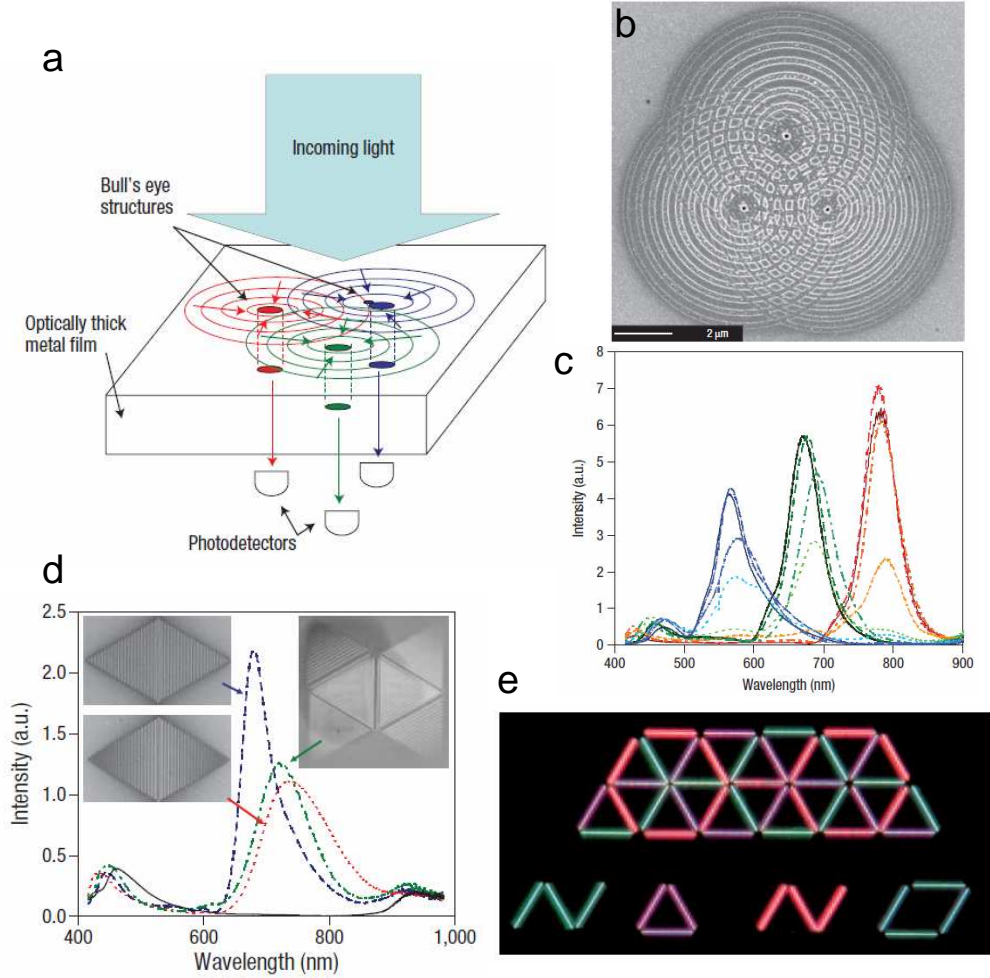 a
Incoming light
Bull's eye
structures
Optically thick
metal film
Photodetectors
b
2 µm
c
8
7
6
5
4
3
2
1
0
Intensity (a.u.)
400 500 600 700 800 900
Wavelength (nm)
d
2.5
2.0
1.5
1.0
0.5
0.0
Intensity (a.u.)
400 600 800 1,000
Wavelength (nm)
e